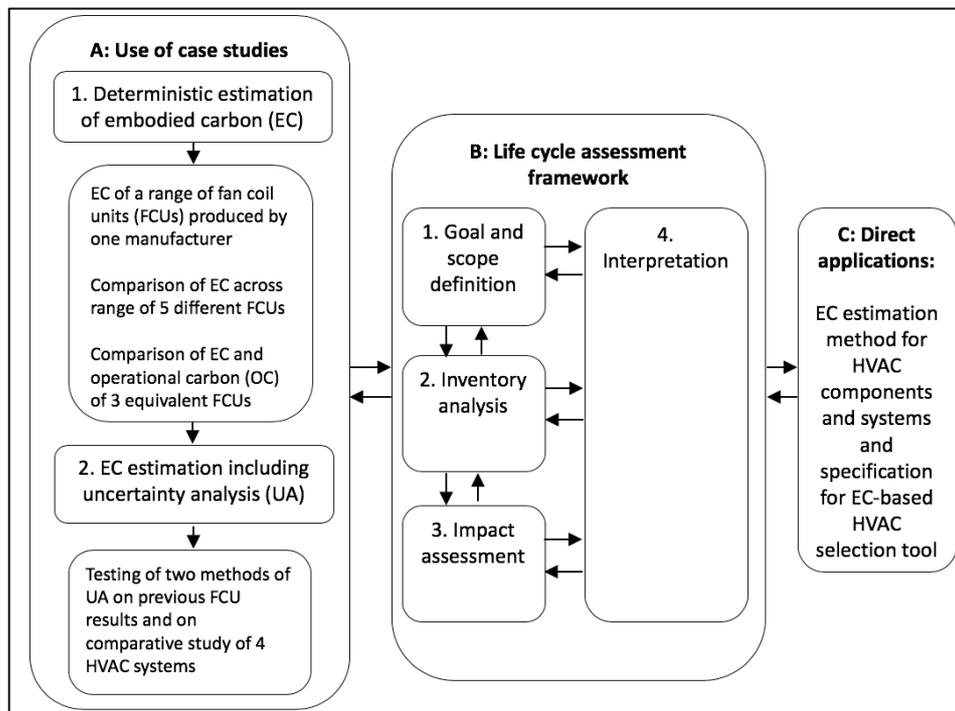 A: Use of case studies
1. Deterministic estimation
of embodied carbon (EC)
EC of a range of fan coil
units (FCUs) produced by
one manufacturer
Comparison of EC across
range of 5 different FCUs
Comparison of EC and
operational carbon (OC)
of 3 equivalent FCUs
2. EC estimation including
uncertainty analysis (UA)
Testing of two methods of
UA on previous FCU
results and on
comparative study of 4
HVAC systems
B: Life cycle assessment
framework
1. Goal and
scope
definition
2. Inventory
analysis
3. Impact
assessment
4.
Interpretation
C: Direct
applications:
EC estimation
method for
HVAC
components
and systems
and
specification
for EC-based
HVAC
selection tool